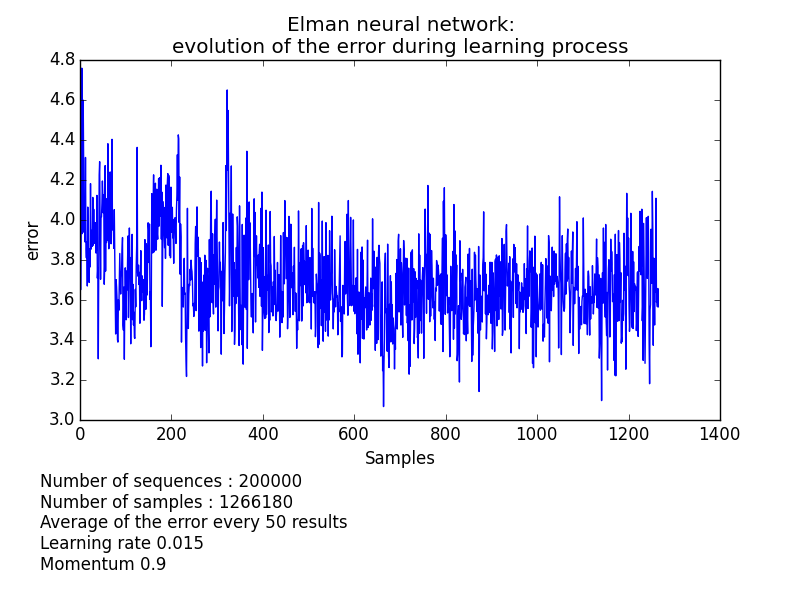 Elman neural network:
evolution of the error during learning process
4.8
4.6
4.4
4.2
4.0
3.8
3.6
3.4
3.2
3.0
error
0 200 400 600 800 1000 1200 1400
Samples
Number of sequences : 200000
Number of samples : 1266180
Average of the error every 50 results
Learning rate 0.015
Momentum 0.9